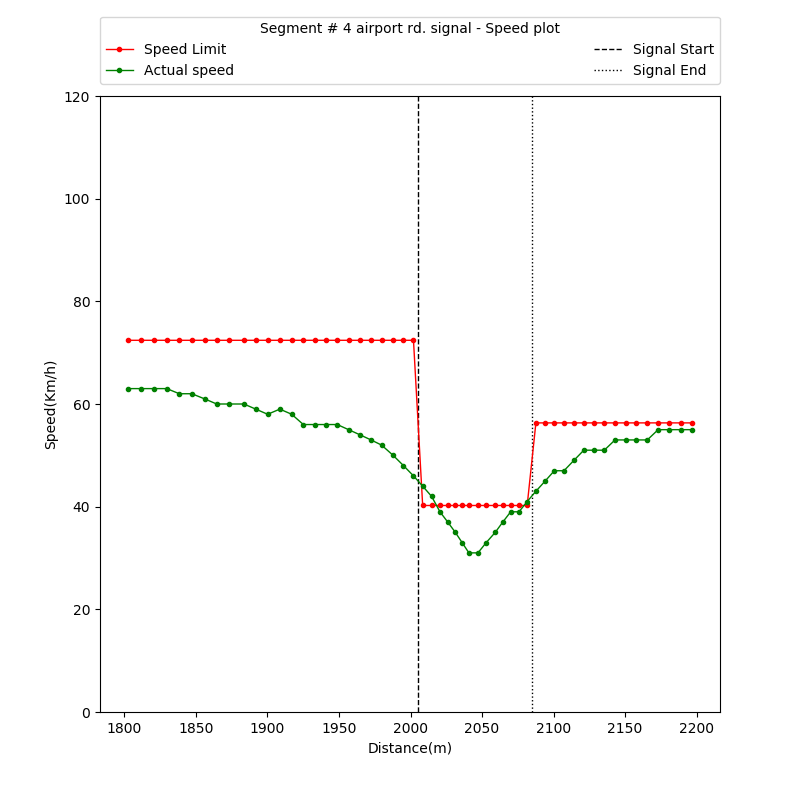 Segment # 4 airport rd. signal - Speed plot
Speed Limit
Actual speed
Signal Start
Signal End
120
100
80
60
40
20
0
Speed(Km/h)
1800 1850 1900 1950 2000 2050 2100 2150 2200
Distance(m)